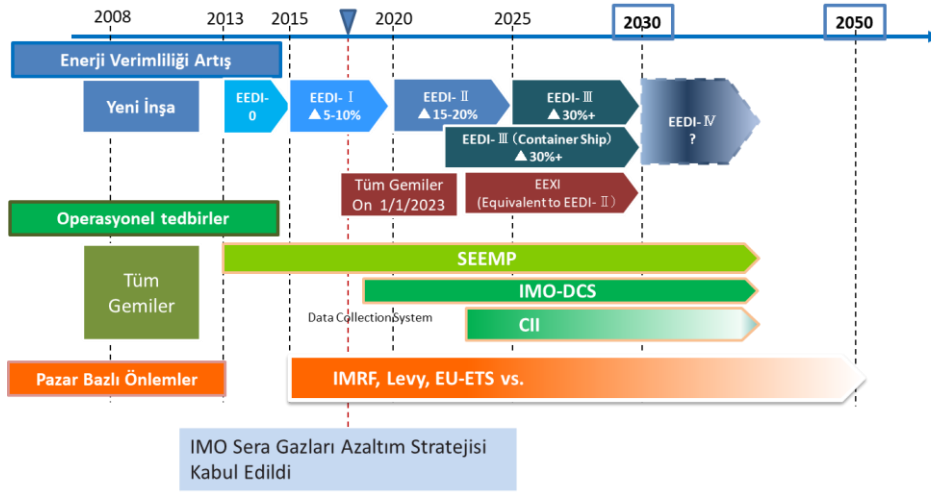 2008
2013
2015
2020
2025
2030
2050
Enerji Verimliliği Artış
Yeni İnşa
EEDI-
0
EEDI- Ⅰ
▲5-10%
EEDI- Ⅱ
▲15-20%
EEDI- Ⅲ
▲30%+
EEDI- Ⅳ
?
EEDI- Ⅲ (Container Ship)
▲30%+
Tüm Gemiler
On 1/1/2023
EEXI
(Equivalent to EEDI- Ⅱ)
Operasyonel tedbirler
Tüm
Gemiler
SEEMP
IMO-DCS
Data Collection System
CII
Pazar Bazlı Önlemler
IMRF, Levy, EU-ETS vs.
IMO Sera Gazları Azaltım Stratejisi
Kabul Edildi